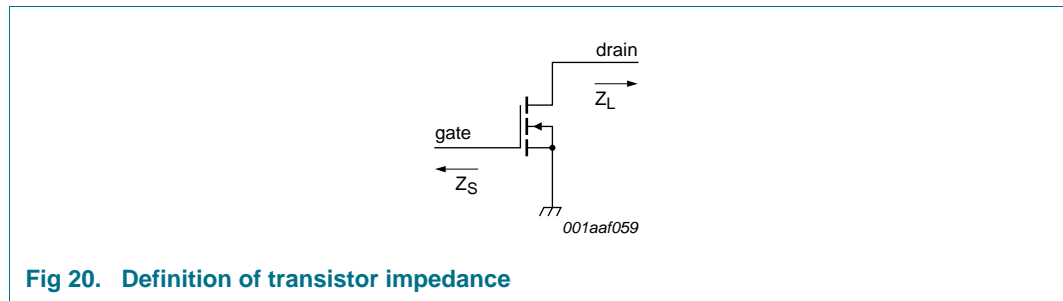 drain
Z_L
gate
Z_S
001aaf059
Fig 20. Definition of transistor impedance